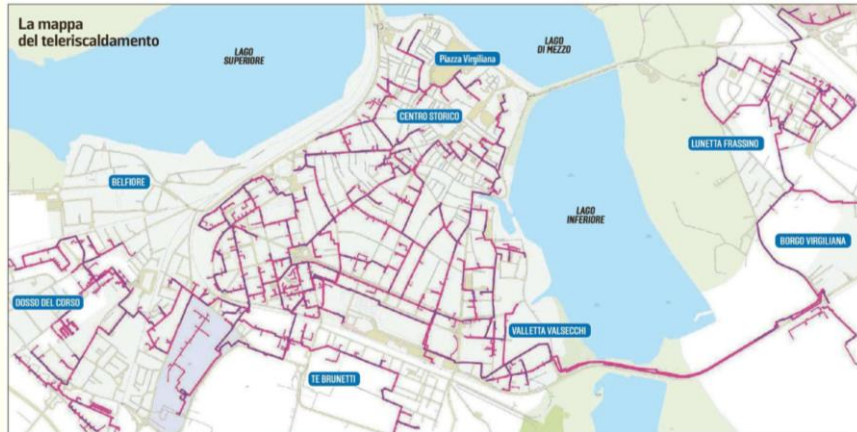 La mappa
del teleriscaldamento
LAGO
SUPERIORE
LAGO
DI MEZZO
Piazza Virgiliana
CENTRO STORICO
LUNETTA FRASSINO
BELFIORE
LAGO
INFERIORE
BORGO VIRGILIANA
DOSSO DEL CORSO
VALLETTA VALSECCHI
TE BRUNETTI